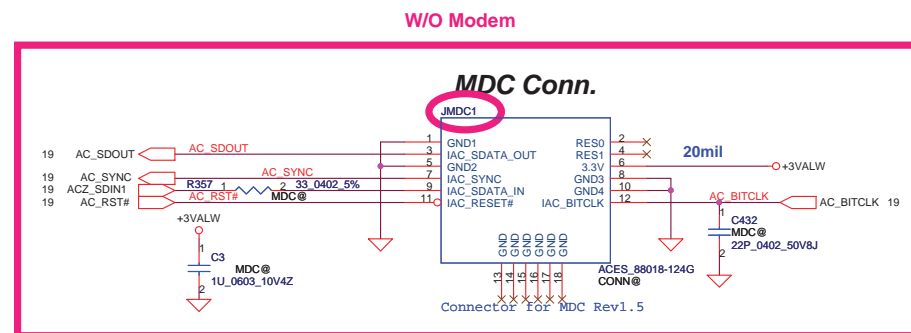 W/O Modem
MDC Conn.
JMDC1
1 GND1 RES0 2
19 AC_SDOUT AC_SDOUT 3 IAC_SDATA_OUT RES1 4 20mil
5 GND2 3.3V 6 +3VALW
19 AC_SYNC AC_SYNC 7 IAC_SYNC GND3 8
19 ACZ_SDIN1 R357 1 2 33_0402_5% 9 IAC_SDATA_IN GND4 10
MDC@
19 AC_RST# AC_RST# 11 IAC_RESET# IAC_BITCLK 12 AC_BITCLK AC_BITCLK 19
+3VALW
1 C3
MDC@
2 1U_0603_10V4Z
GND GND GND GND GND GND
13 14 15 16 17 18
ACES_88018-124G
CONN@
1 C432
MDC@
2 22P_0402_50V8J
Connector for MDC Rev1.5